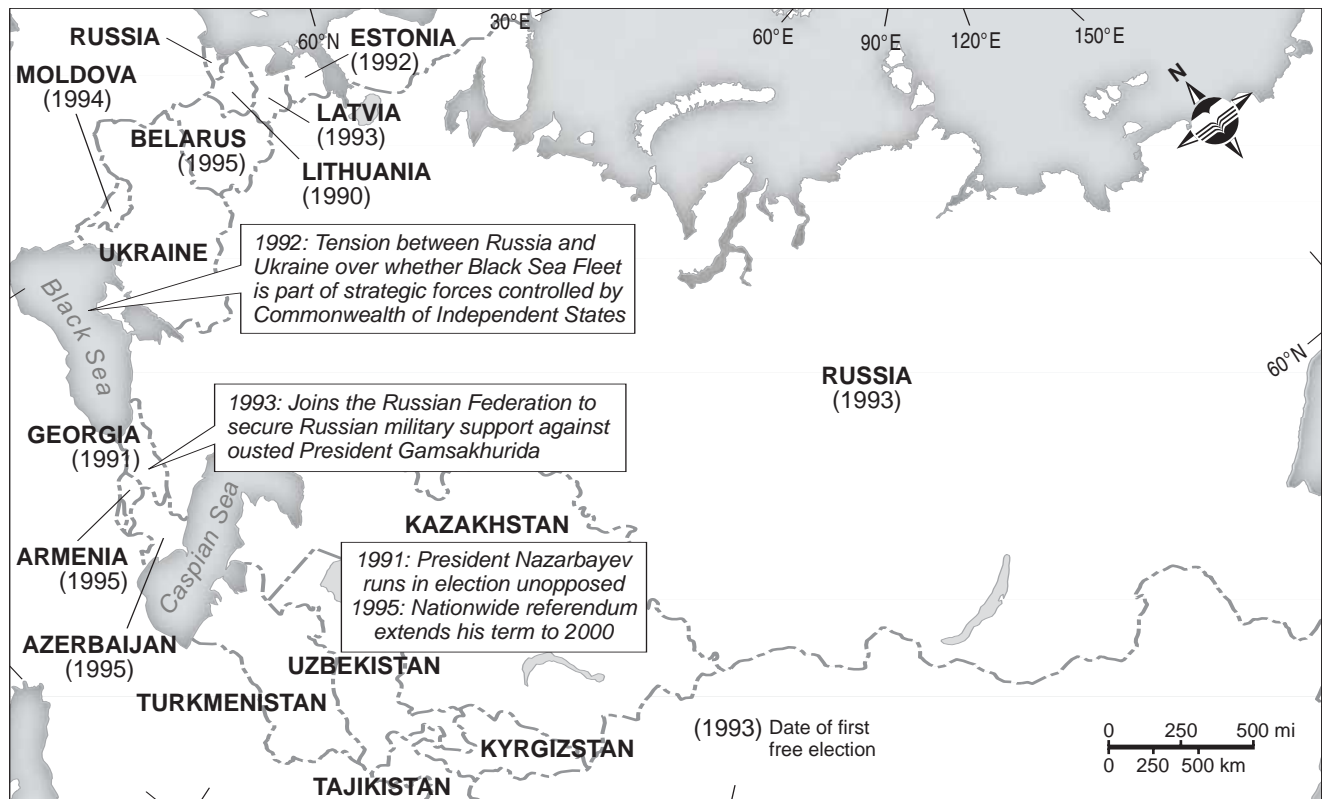 30°E
60°N
60°E
90°E
120°E
150°E
RUSSIA
ESTONIA
(1992)
MOLDOVA
(1994)
N
LATVIA
(1993)
BELARUS
(1995)
LITHUANIA
(1990)
UKRAINE
1992: Tension between Russia and
Ukraine over whether Black Sea Fleet
is part of strategic forces controlled by
Commonwealth of Independent States
Black Sea
60°N
RUSSIA
(1993)
1993: Joins the Russian Federation to
secure Russian military support against
ousted President Gamsakhurida
GEORGIA
(1991)
Caspian Sea
KAZAKHSTAN
1991: President Nazarbayev
runs in election unopposed
1995: Nationwide referendum
extends his term to 2000
ARMENIA
(1995)
AZERBAIJAN
(1995)
UZBEKISTAN
TURKMENISTAN
KYRGIZSTAN
TAJIKISTAN
(1993) Date of first
free election
0 250 500 mi
0 250 500 km